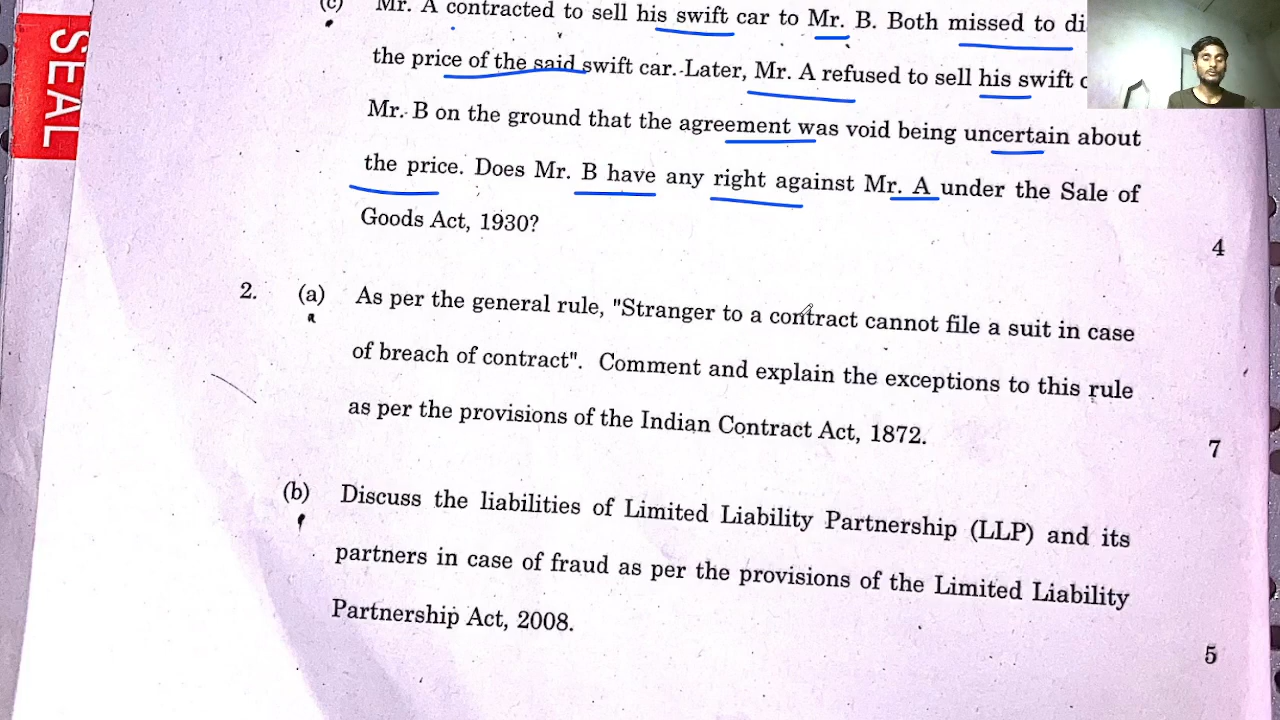 SEAL
(c) Mr. A contracted to sell his swift car to Mr. B. Both missed to
the price of the said swift car. Later, Mr. A refused to sell his swift
Mr. B on the ground that the agreement was void being uncertain about
the price. Does Mr. B have any right against Mr. A under the Sale of
Goods Act, 1930?
4
2. (a) As per the general rule, "Stranger to a contract cannot file a suit in case
of breach of contract". Comment and explain the exceptions to this rule
as per the provisions of the Indian Contract Act, 1872.
7
(b) Discuss the liabilities of Limited Liability Partnership (LLP) and its
partners in case of fraud as per the provisions of the Limited Liability
Partnership Act, 2008.
5